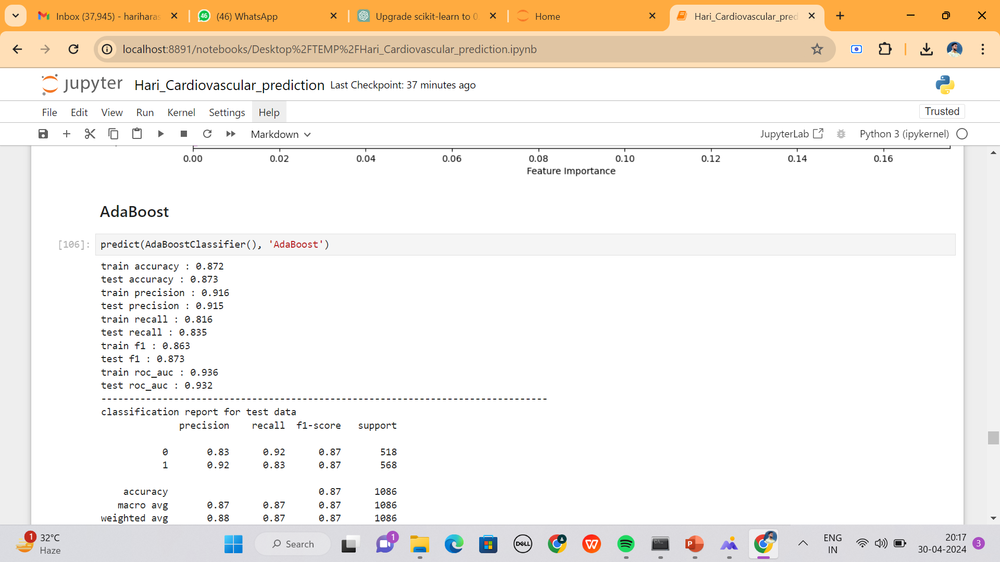 Inbox (37,945) - hariharas
(46) WhatsApp
Upgrade scikit-learn to 0.
Home
Hari_Cardiovascular_pred
localhost:8891/notebooks/Desktop%2FTEMP%2FHari_Cardiovascular_prediction.ipynb
jupyter Hari_Cardiovascular_prediction Last Checkpoint: 37 minutes ago
File Edit View Run Kernel Settings Help Trusted
Markdown JupyterLab Python 3 (ipykernel)
0.00 0.02 0.04 0.06 0.08 0.10 0.12 0.14 0.16
Feature Importance
AdaBoost
[106]: predict(AdaBoostClassifier(), 'AdaBoost')
train accuracy : 0.872
test accuracy : 0.873
train precision : 0.916
test precision : 0.915
train recall : 0.816
test recall : 0.835
train f1 : 0.863
test f1 : 0.873
train roc_auc : 0.936
test roc_auc : 0.932
--------------------------------------------------------------------------------
classification report for test data
precision recall f1-score support
0 0.83 0.92 0.87 518
1 0.92 0.83 0.87 568
accuracy 0.87 1086
macro avg 0.87 0.87 0.87 1086
weighted avg 0.88 0.87 0.87 1086
1 32°C
Haze
Search
1
DELL
ENG
IN
20:17
30-04-2024
3